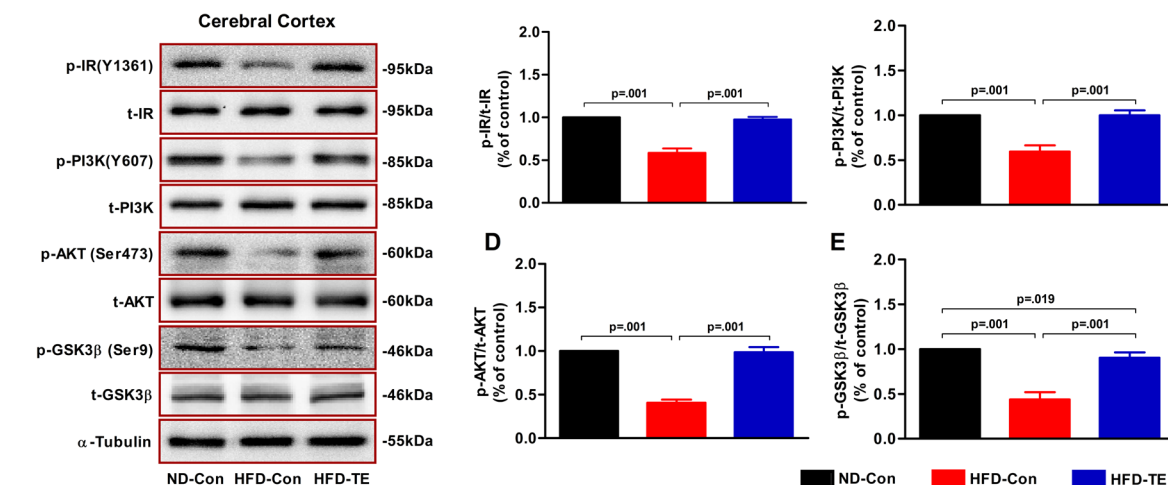 Cerebral Cortex
p-IR(Y1361) -95kDa
t-IR -95kDa
p-PI3K(Y607) -85kDa
t-PI3K -85kDa
p-AKT (Ser473) -60kDa
t-AKT -60kDa
p-GSK3β (Ser9) -46kDa
t-GSK3β -46kDa
α-Tubulin -55kDa
ND-Con HFD-Con HFD-TE
p-IR/t-IR
(% of control)
2.0
1.5
1.0
0.5
0.0
p=.001 p=.001
p-PI3K/t-PI3K
(% of control)
2.0
1.5
1.0
0.5
0.0
p=.001 p=.001
D
p-AKT/t-AKT
(% of control)
2.0
1.5
1.0
0.5
0.0
p=.001 p=.001
E
p-GSK3β/t-GSK3β
(% of control)
2.0
1.5
1.0
0.5
0.0
p=.019
p=.001 p=.001
ND-Con HFD-Con HFD-TE